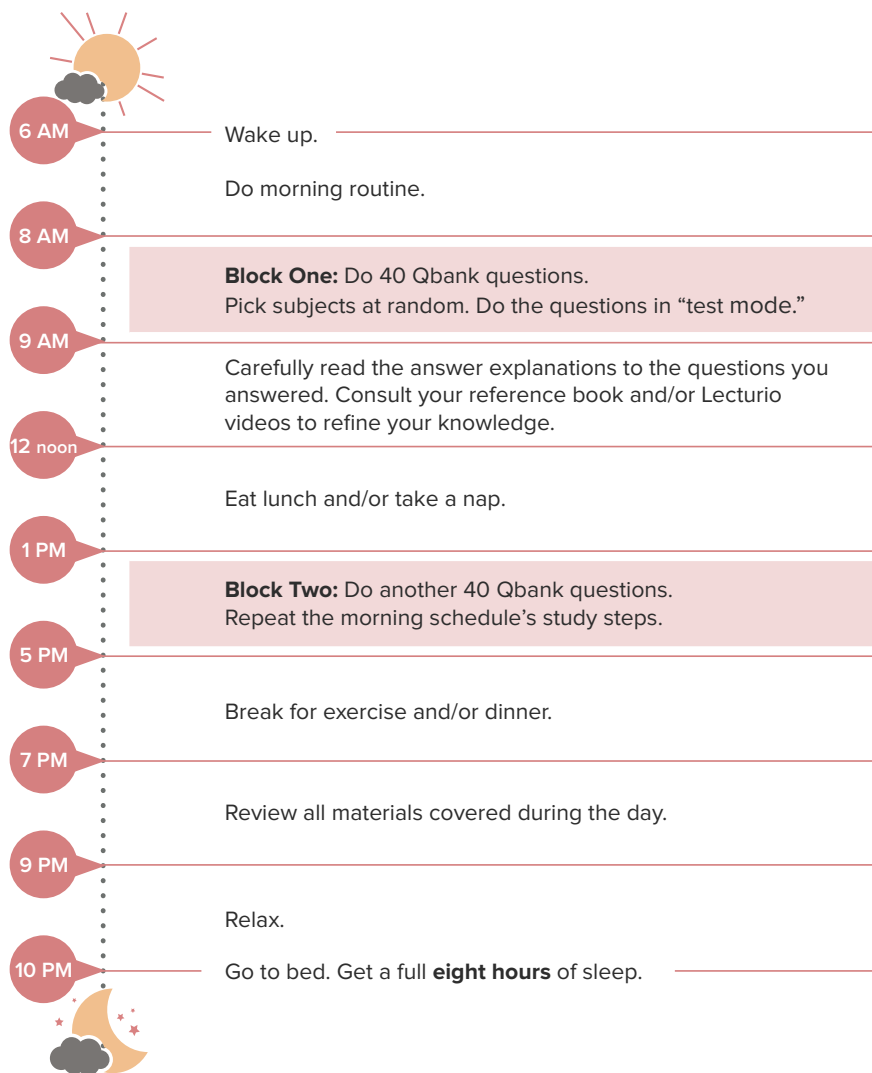 6 AM
Wake up.
Do morning routine.
8 AM
Block One: Do 40 Qbank questions.
Pick subjects at random. Do the questions in “test mode.”
9 AM
Carefully read the answer explanations to the questions you
answered. Consult your reference book and/or Lecturio
videos to refine your knowledge.
12 noon
Eat lunch and/or take a nap.
1 PM
Block Two: Do another 40 Qbank questions.
Repeat the morning schedule’s study steps.
5 PM
Break for exercise and/or dinner.
7 PM
Review all materials covered during the day.
9 PM
Relax.
10 PM
Go to bed. Get a full eight hours of sleep.